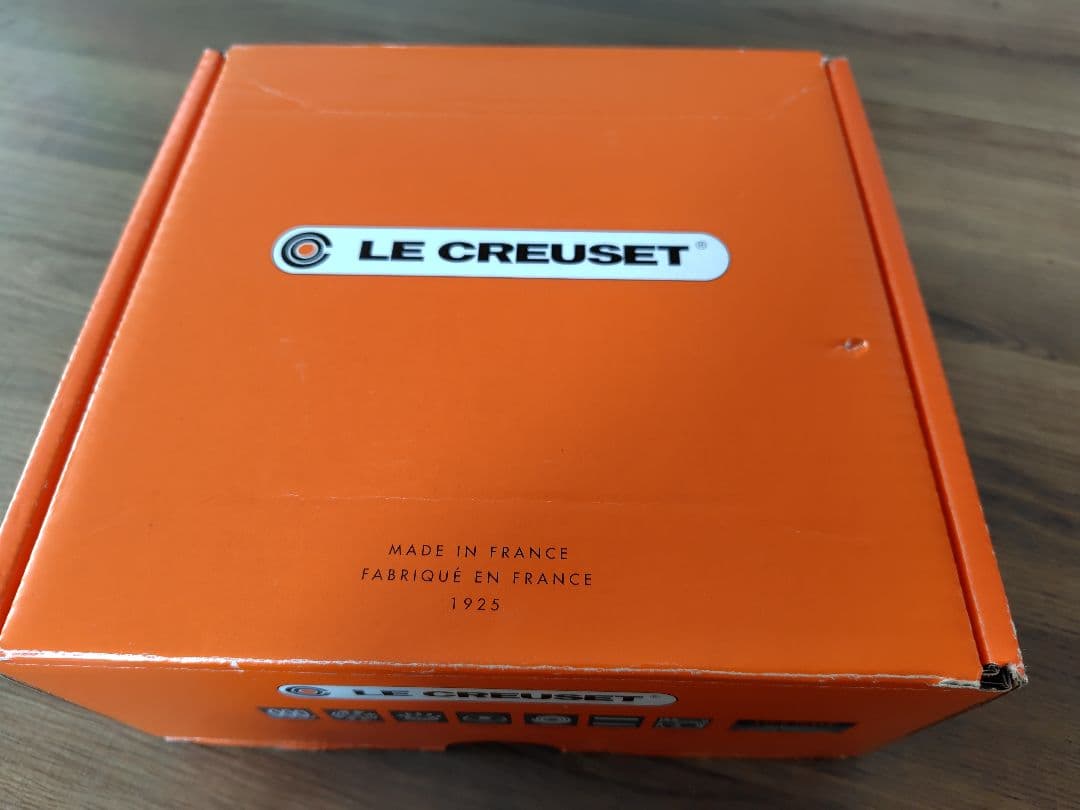 LE CREUSET®
MADE IN FRANCE
FABRIQUÉ EN FRANCE
1925
LE CREUSET®